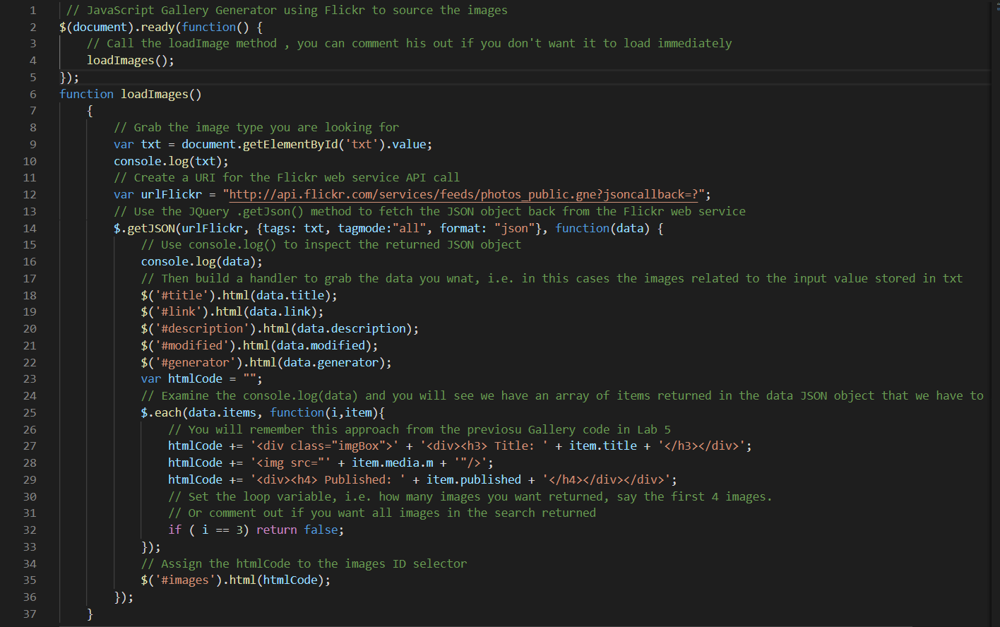 1 // JavaScript Gallery Generator using Flickr to source the images
2 $(document).ready(function() {
3 // Call the loadImage method , you can comment his out if you don't want it to load immediately
4 loadImages();
5 });
6 function loadImages()
7 {
8 // Grab the image type you are looking for
9 var txt = document.getElementById('txt').value;
10 console.log(txt);
11 // Create a URI for the Flickr web service API call
12 var urlFlickr = "http://api.flickr.com/services/feeds/photos_public.gne?jsoncallback=?";
13 // Use the JQuery .getJson() method to fetch the JSON object back from the Flickr web service
14 $.getJSON(urlFlickr, {tags: txt, tagmode:"all", format: "json"}, function(data) {
15 // Use console.log() to inspect the returned JSON object
16 console.log(data);
17 // Then build a handler to grab the data you wnat, i.e. in this cases the images related to the input value stored in txt
18 $('#title').html(data.title);
19 $('#link').html(data.link);
20 $('#description').html(data.description);
21 $('#modified').html(data.modified);
22 $('#generator').html(data.generator);
23 var htmlCode = "";
24 // Examine the console.log(data) and you will see we have an array of items returned in the data JSON object that we have to
25 $.each(data.items, function(i,item){
26 // You will remember this approach from the previosu Gallery code in Lab 5
27 htmlCode += '<div class="imgBox">' + '<div><h3> Title: ' + item.title + '</h3></div>';
28 htmlCode += '<img src="' + item.media.m + '"/>';
29 htmlCode += '<div><h4> Published: ' + item.published + '</h4></div></div>';
30 // Set the loop variable, i.e. how many images you want returned, say the first 4 images.
31 // Or comment out if you want all images in the search returned
32 if ( i == 3) return false;
33 });
34 // Assign the htmlCode to the images ID selector
35 $('#images').html(htmlCode);
36 });
37 }